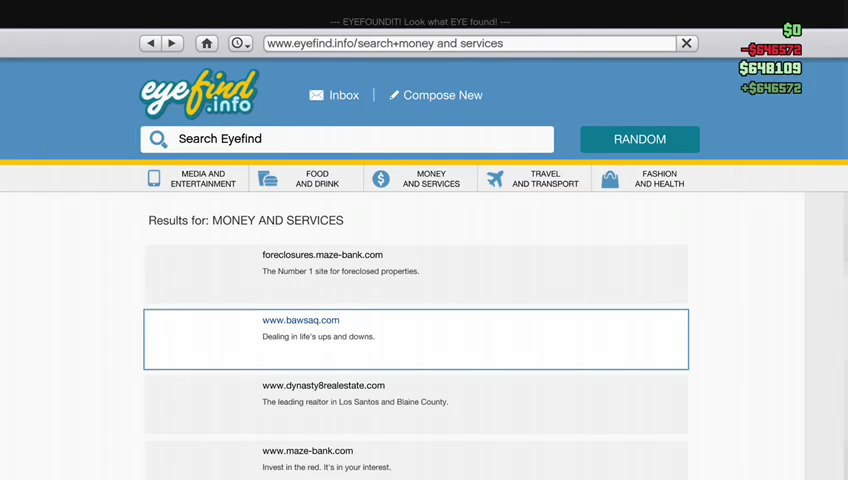 --- EYEFOUNDIT! Look what EYE found! ---
$0
-$646572
$648109
+$646572
www.eyefind.info/search+money and services
eyefind
.info
Inbox
Compose New
Search Eyefind
RANDOM
MEDIA AND
ENTERTAINMENT
FOOD
AND DRINK
MONEY
AND SERVICES
TRAVEL
AND TRANSPORT
FASHION
AND HEALTH
Results for: MONEY AND SERVICES
foreclosures.maze-bank.com
The Number 1 site for foreclosed properties.
www.bawsaq.com
Dealing in life's ups and downs.
www.dynasty8realestate.com
The leading realtor in Los Santos and Blaine County.
www.maze-bank.com
Invest in the red. It's in your interest.